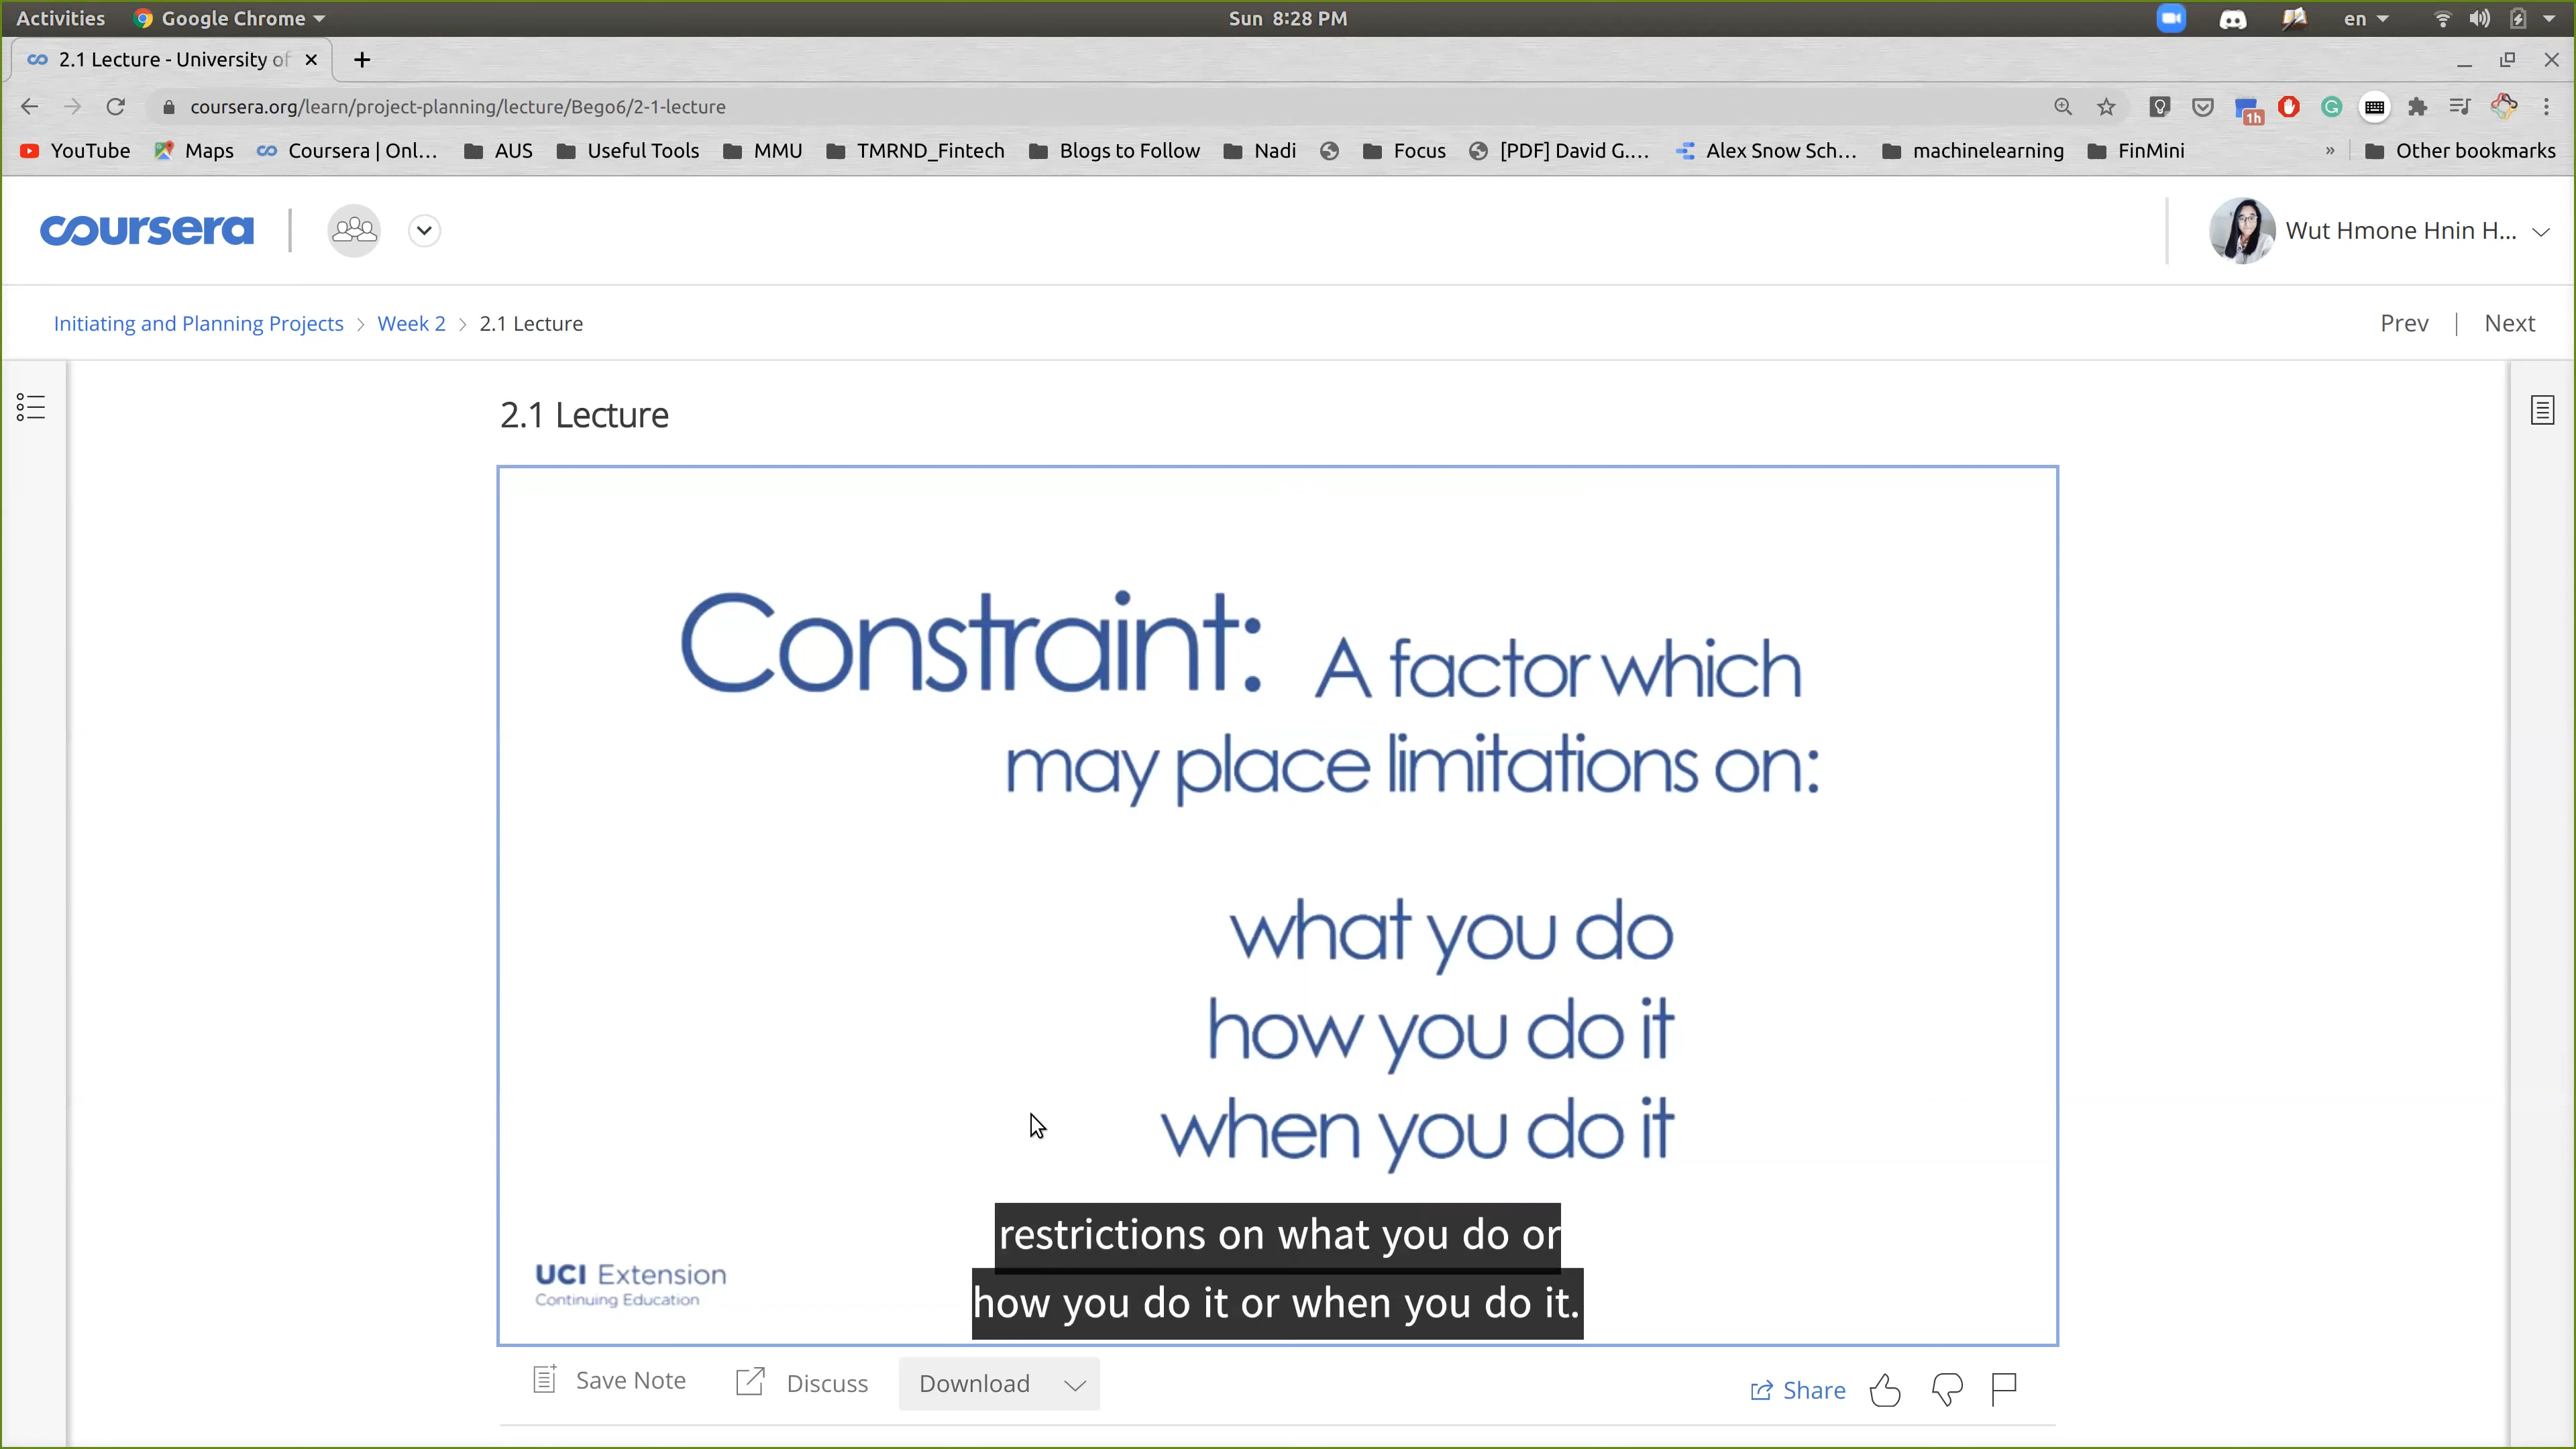 Activities Google Chrome Sun 8:28 PM en
2.1 Lecture - University of
coursera.org/learn/project-planning/lecture/Bego6/2-1-lecture
1h
YouTube Maps Coursera | Onl... AUS Useful Tools MMU TMRND_Fintech Blogs to Follow Nadi Focus [PDF] David G.... Alex Snow Sch... machinelearning FinMini » Other bookmarks
coursera Wut Hmone Hnin H...
Initiating and Planning Projects > Week 2 > 2.1 Lecture Prev | Next
2.1 Lecture
Constraint: A factor which
may place limitations on:
what you do
how you do it
when you do it
restrictions on what you do or
how you do it or when you do it.
UCI Extension
Continuing Education
Save Note Discuss Download Share